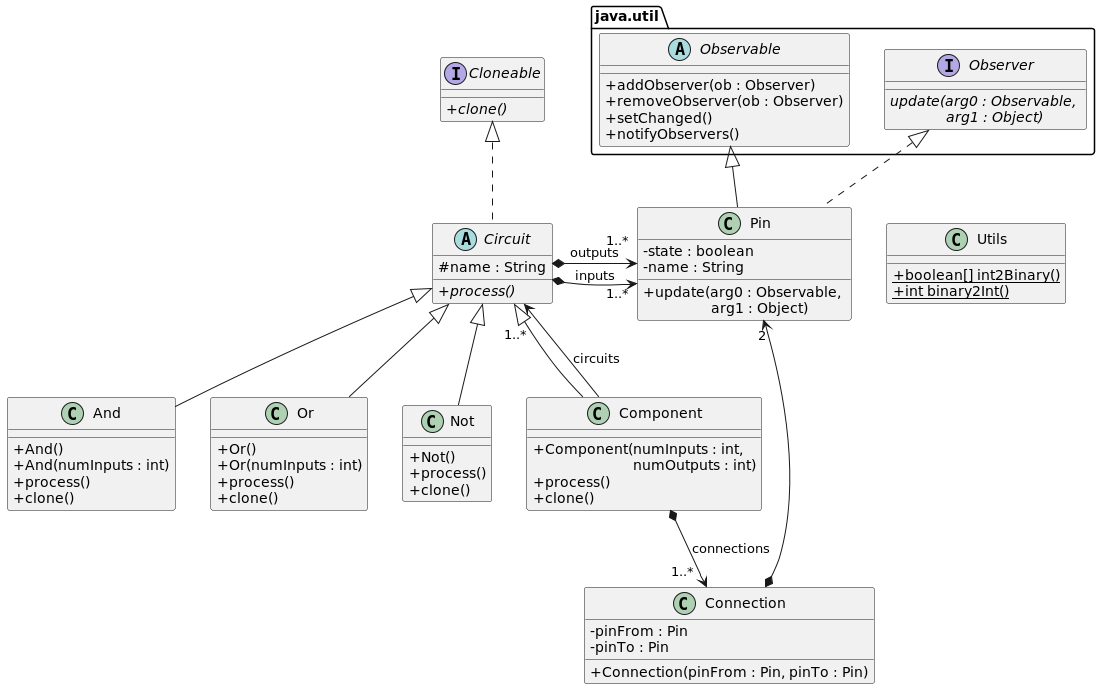 java.util
A Observable
+addObserver(ob : Observer)
+removeObserver(ob : Observer)
+setChanged()
+notifyObservers()
I Observer
update(arg0 : Observable,
arg1 : Object)
I Cloneable
+clone()
A Circuit
#name : String
+process()
outputs
1..*
inputs
1..*
C Pin
-state : boolean
-name : String
+update(arg0 : Observable,
arg1 : Object)
C Utils
+boolean[] int2Binary()
+int binary2Int()
1..*
circuits
2
C And
+And()
+And(numInputs : int)
+process()
+clone()
C Or
+Or()
+Or(numInputs : int)
+process()
+clone()
C Not
+Not()
+process()
+clone()
C Component
+Component(numInputs : int,
numOutputs : int)
+process()
+clone()
connections
1..*
C Connection
-pinFrom : Pin
-pinTo : Pin
+Connection(pinFrom : Pin, pinTo : Pin)